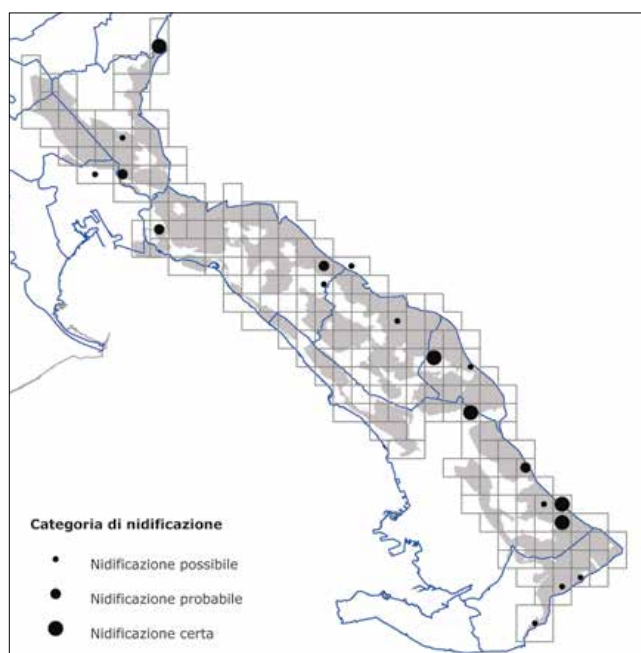 Categoria di nidificazione
Nidificazione possibile
Nidificazione probabile
Nidificazione certa